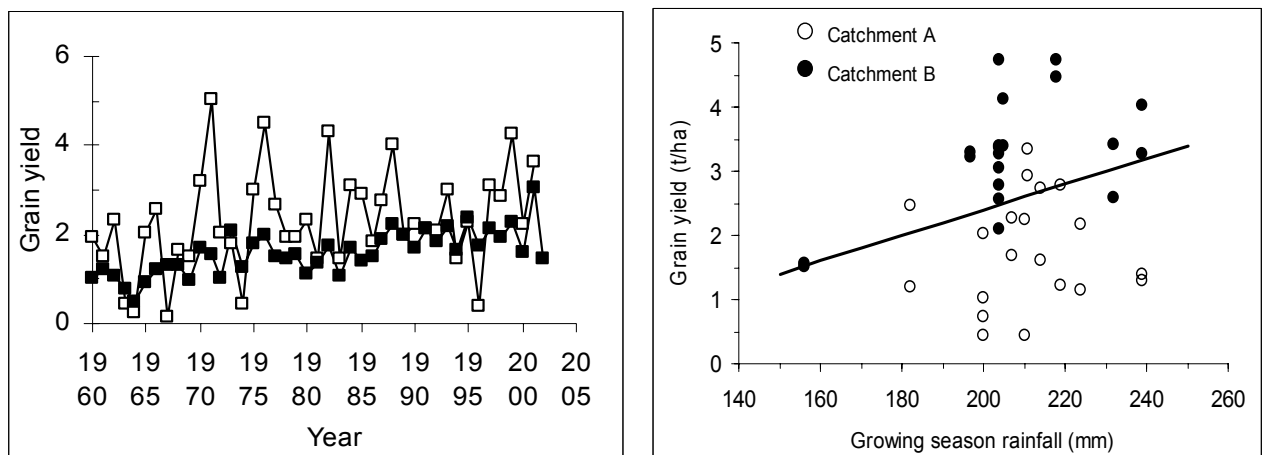 Grain yield
6
4
2
0
19 19 19 19 19 19 19 19 20 20
60 65 70 75 80 85 90 95 00 05
Year
Catchment A
Catchment B
Grain yield (t/ha)
5
4
3
2
1
0
140 160 180 200 220 240 260
Growing season rainfall (mm)